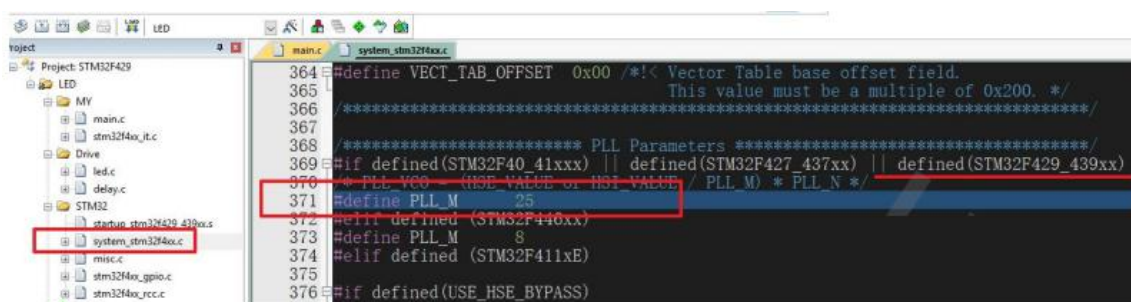 LED
roject
Project: STM32F429
LED
MY
main.c
stm32f4xx_it.c
Drive
led.c
delay.c
STM32
startup_stm32f429_439xx.s
system_stm32f4xx.c
misc.c
stm32f4xx_gpio.c
stm32f4xx_rcc.c
main.c system_stm32f4xx.c
364 #define VECT_TAB_OFFSET 0x00 /*!< Vector Table base offset field.
365 This value must be a multiple of 0x200. */
366 /******************************************************************************/
367
368 /************************* PLL Parameters *************************************/
369 #if defined(STM32F40_41xxx) || defined(STM32F427_437xx) || defined(STM32F429_439xx)
370 /* PLL_VCO = (HSE_VALUE or HSI_VALUE / PLL_M) * PLL_N */
371 #define PLL_M 25
372 #elif defined (STM32F446xx)
373 #define PLL_M 8
374 #elif defined (STM32F411xE)
375
376 #if defined(USE_HSE_BYPASS)